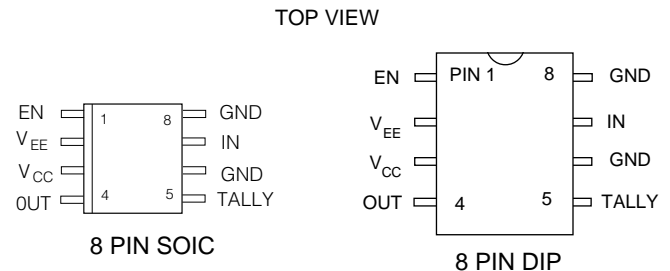 TOP VIEW
EN 1 8 GND
VEE IN
VCC GND
0UT 4 5 TALLY
8 PIN SOIC
EN PIN 1 8 GND
VEE IN
VCC GND
OUT 4 5 TALLY
8 PIN DIP